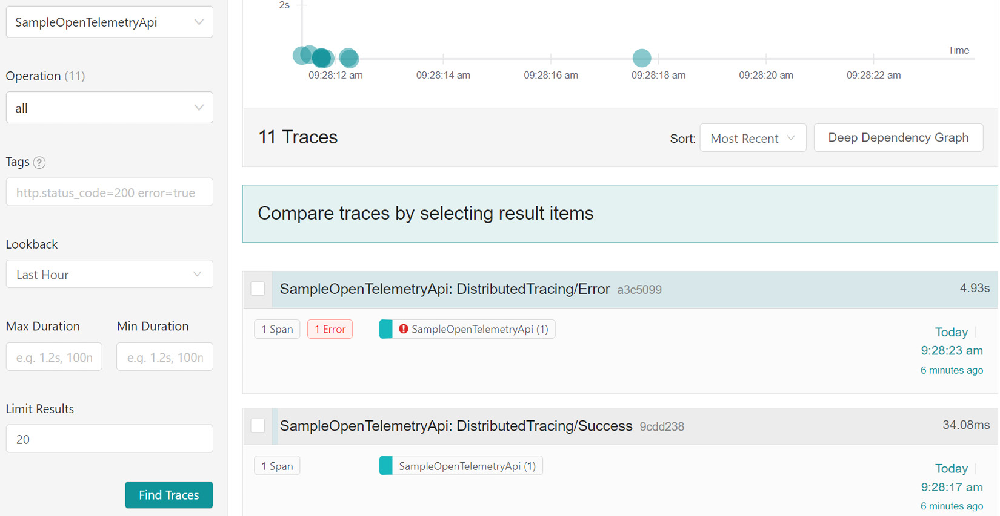 SampleOpenTelemetryApi
Operation (11)
all
Tags ?
http.status_code=200 error=true
Lookback
Last Hour
Max Duration Min Duration
e.g. 1.2s, 100m e.g. 1.2s, 100m
Limit Results
20
Find Traces
2s
Time
09:28:12 am 09:28:14 am 09:28:16 am 09:28:18 am 09:28:20 am 09:28:22 am
11 Traces Sort: Most Recent Deep Dependency Graph
Compare traces by selecting result items
SampleOpenTelemetryApi: DistributedTracing/Error a3c5099 4.93s
1 Span 1 Error SampleOpenTelemetryApi (1)
Today
9:28:23 am
6 minutes ago
SampleOpenTelemetryApi: DistributedTracing/Success 9cdd238 34.08ms
1 Span SampleOpenTelemetryApi (1)
Today
9:28:17 am
6 minutes ago